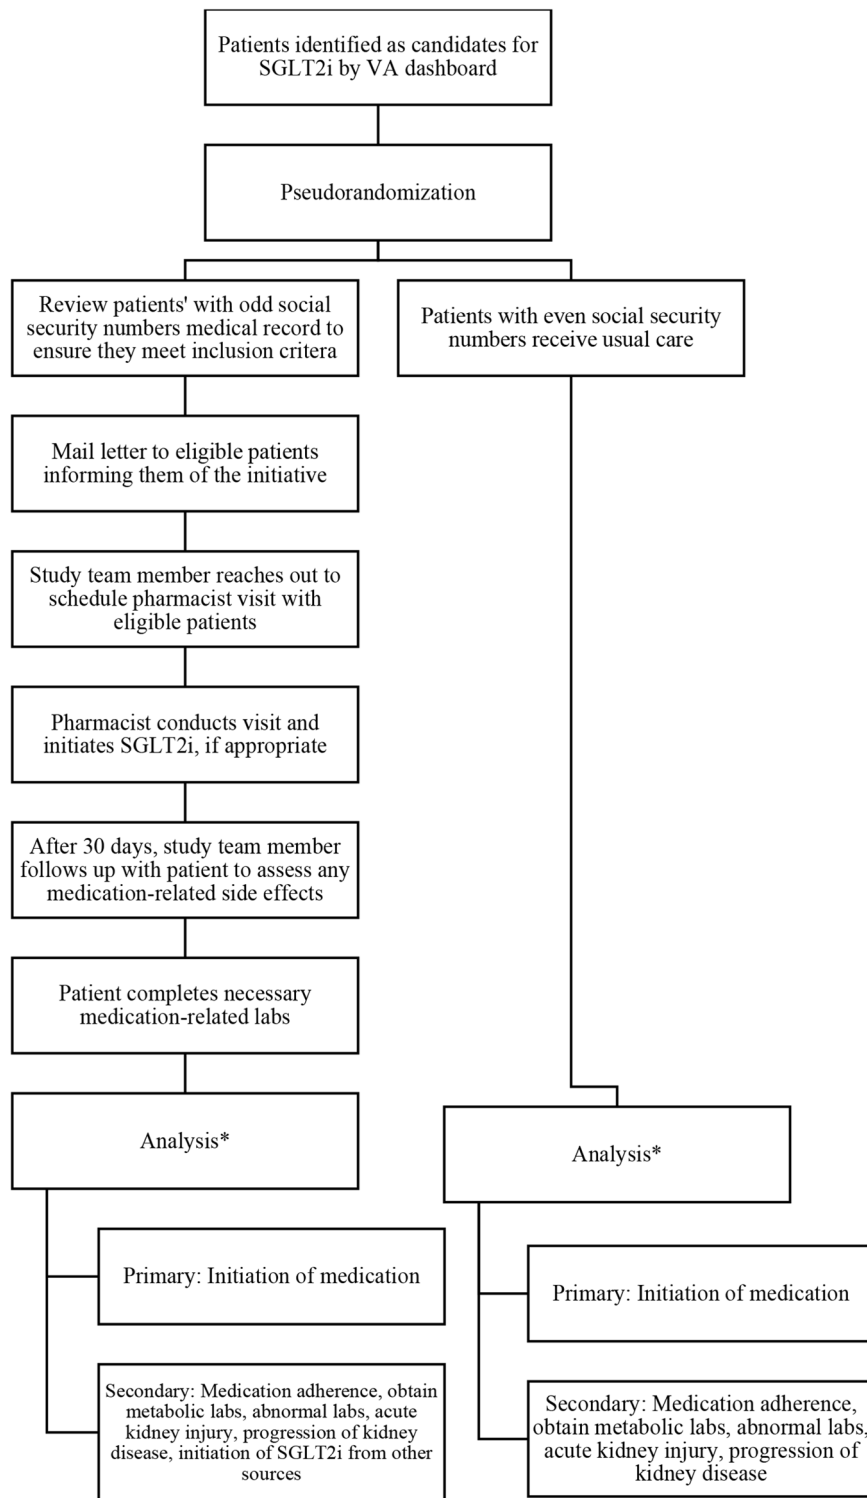 Patients identified as candidates for
SGLT2i by VA dashboard
Pseudorandomization
Review patients' with odd social
security numbers medical record to
ensure they meet inclusion criteria
Patients with even social security
numbers receive usual care
Mail letter to eligible patients
informing them of the initiative
Study team member reaches out to
schedule pharmacist visit with
eligible patients
Pharmacist conducts visit and
initiates SGLT2i, if appropriate
After 30 days, study team member
follows up with patient to assess any
medication-related side effects
Patient completes necessary
medication-related labs
Analysis*
Primary: Initiation of medication
Secondary: Medication adherence, obtain
metabolic labs, abnormal labs, acute
kidney injury, progression of kidney
disease, initiation of SGLT2i from other
sources
Analysis*
Primary: Initiation of medication
Secondary: Medication adherence,
obtain metabolic labs, abnormal labs,
acute kidney injury, progression of
kidney disease